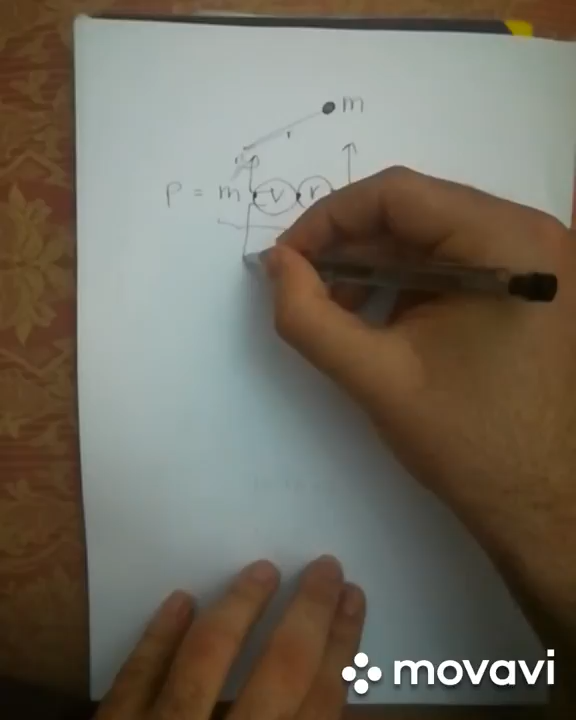 m
r
P = m · v · r
movavi